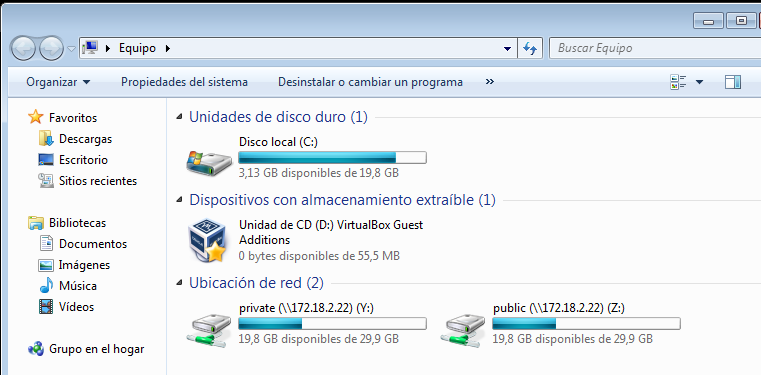 Equipo
Buscar Equipo
Organizar Propiedades del sistema Desinstalar o cambiar un programa »
Favoritos
Descargas
Escritorio
Sitios recientes
Bibliotecas
Documentos
Imágenes
Música
Vídeos
Grupo en el hogar
Unidades de disco duro (1)
Disco local (C:)
3,13 GB disponibles de 19,8 GB
Dispositivos con almacenamiento extraíble (1)
Unidad de CD (D:) VirtualBox Guest
Additions
0 bytes disponibles de 55,5 MB
Ubicación de red (2)
private (\\172.18.2.22) (Y:)
19,8 GB disponibles de 29,9 GB
public (\\172.18.2.22) (Z:)
19,8 GB disponibles de 29,9 GB